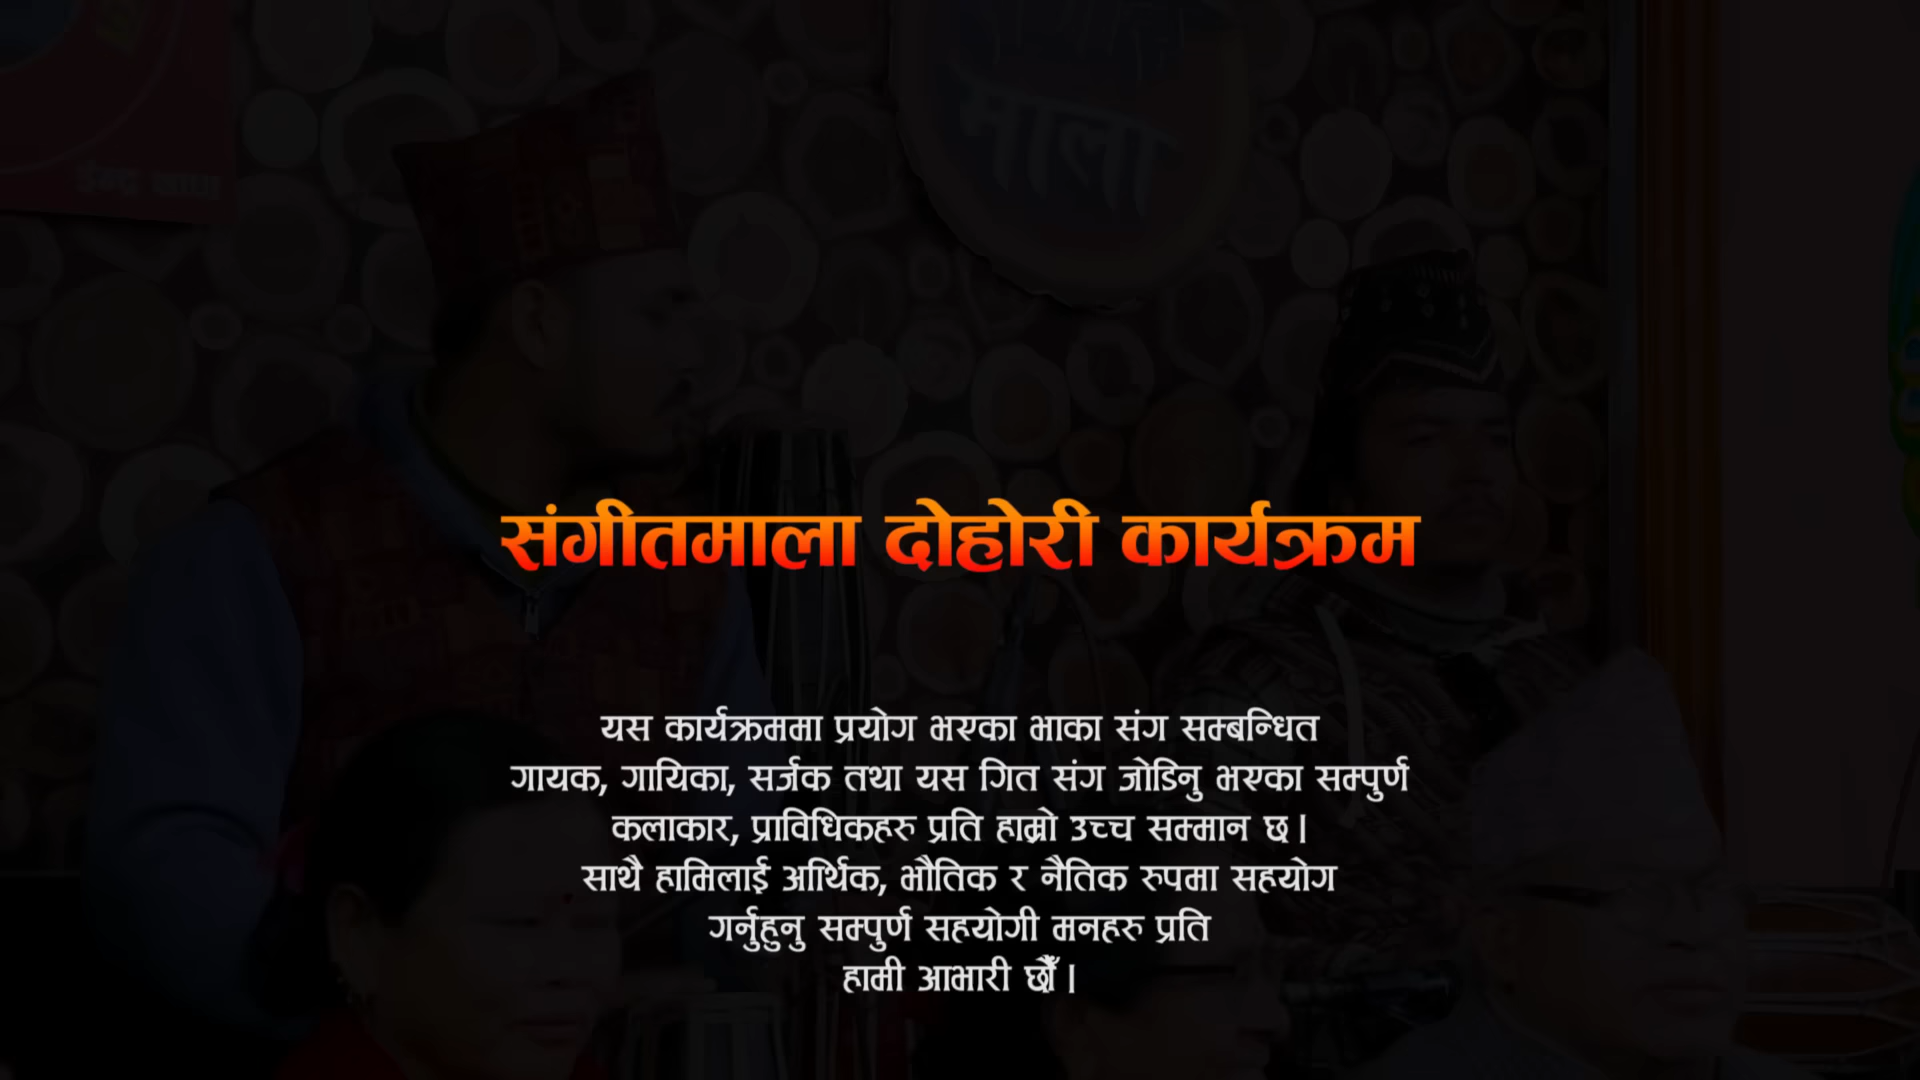 माला
संगीतमाला दोहोरी कार्यक्रम
यस कार्यक्रममा प्रयोग भएका भाका संग सम्बन्धित
गायक, गायिका, सर्जक तथा यस गित संग जोडिनु भएका सम्पुर्ण
कलाकार, प्राविधिकहरु प्रति हाम्रो उच्च सम्मान छ।
साथै हामिलाई आर्थिक, भौतिक र नैतिक रुपमा सहयोग
गर्नुहुनु सम्पुर्ण सहयोगी मनहरु प्रति
हामी आभारी छौँ।